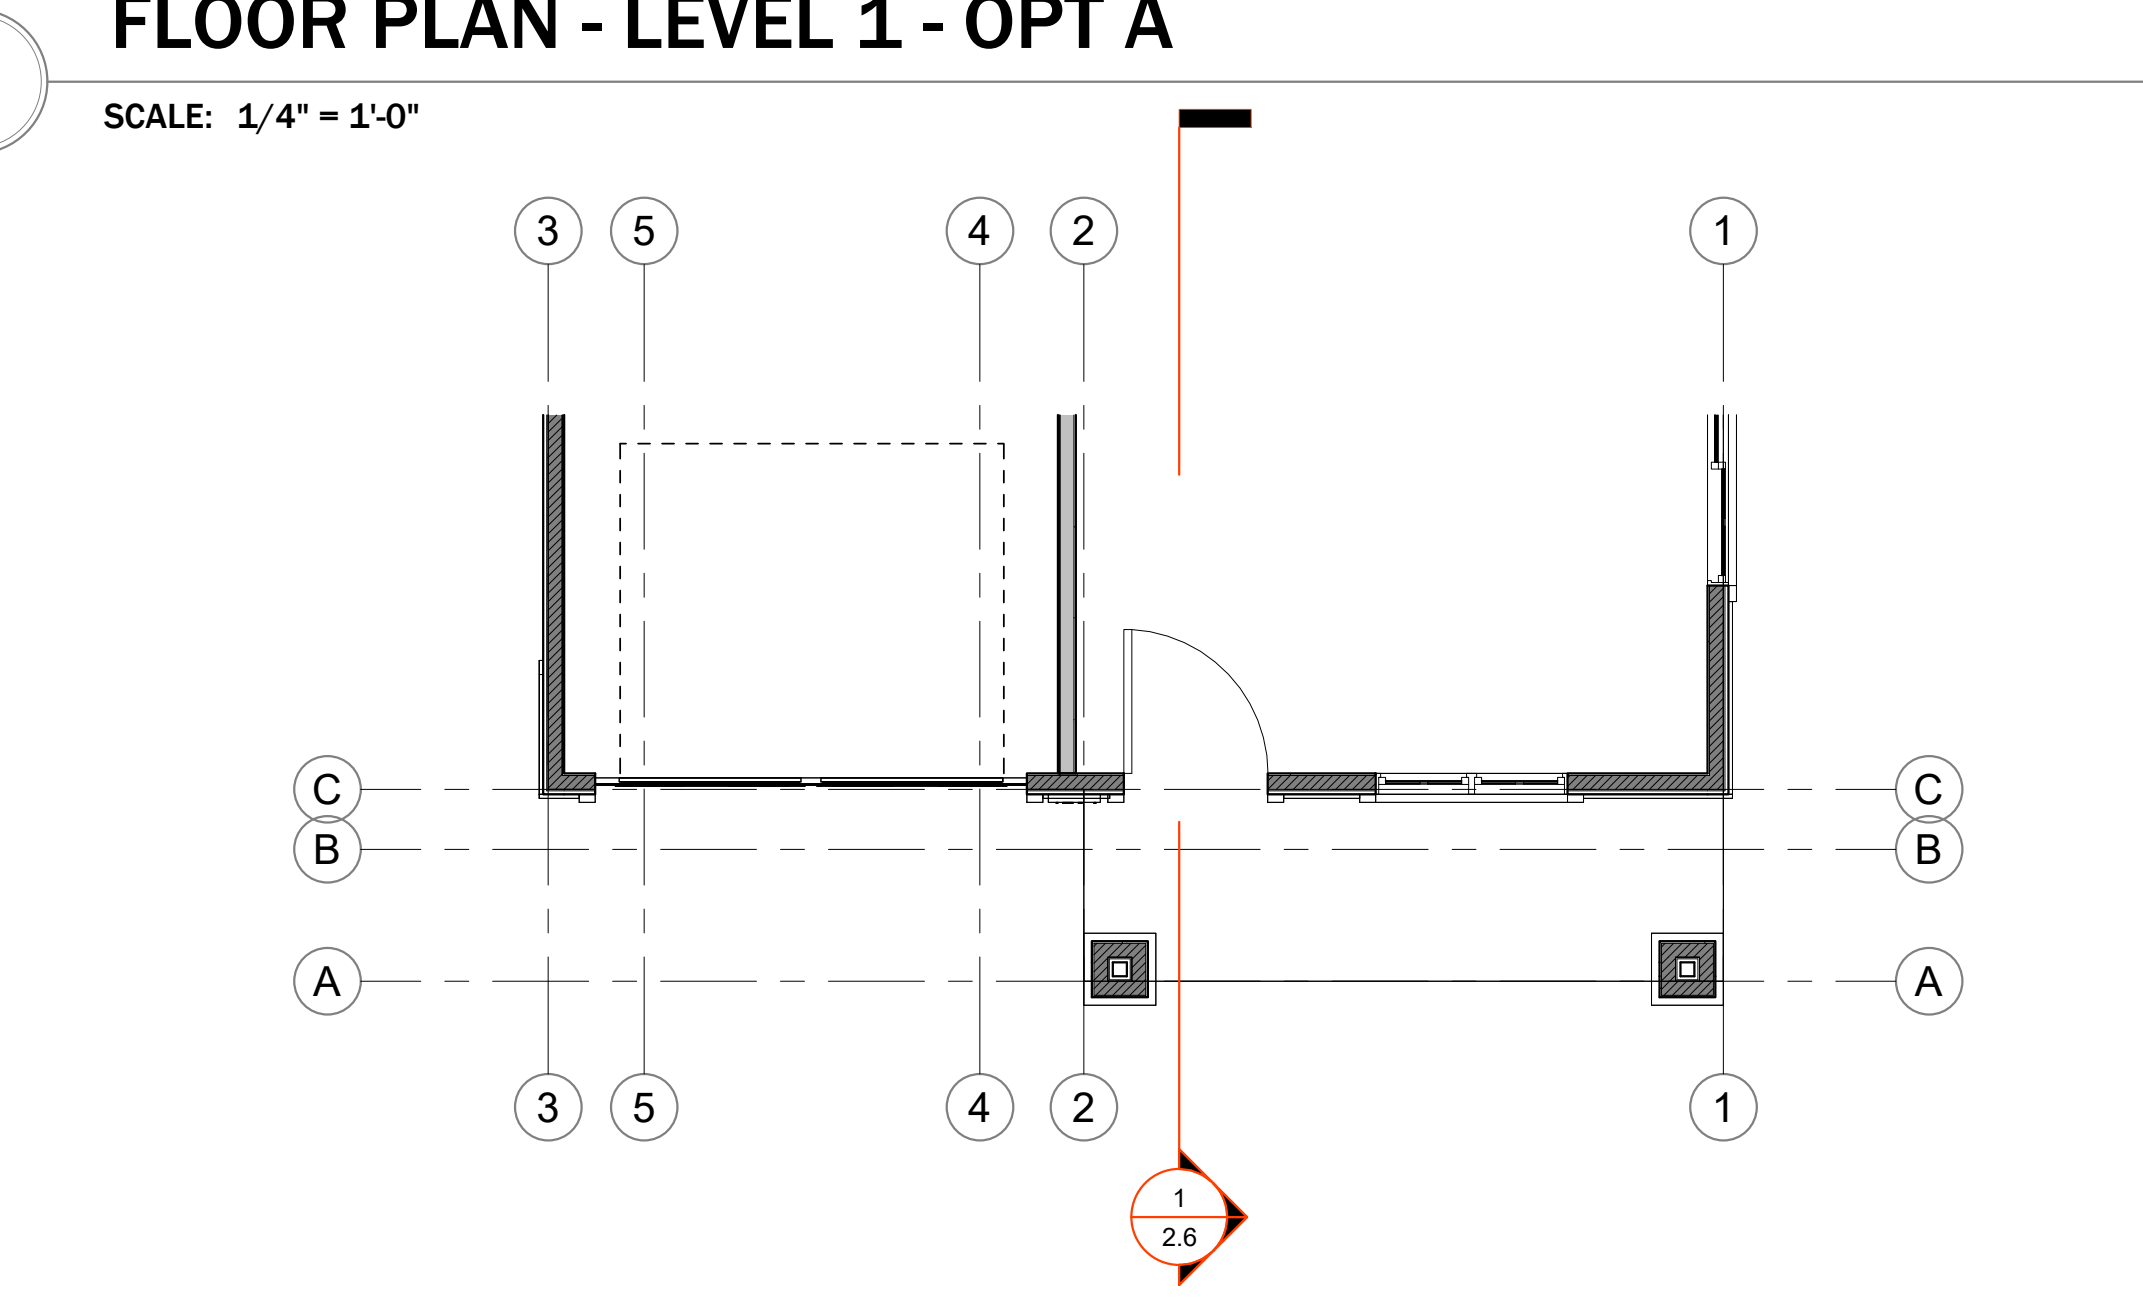 FLOOR PLAN - LEVEL 1 - OPT A
SCALE: 1/4" = 1'-0"
3 5 4 2 1
C C
B B
A A
3 5 4 2 1
1
2.6